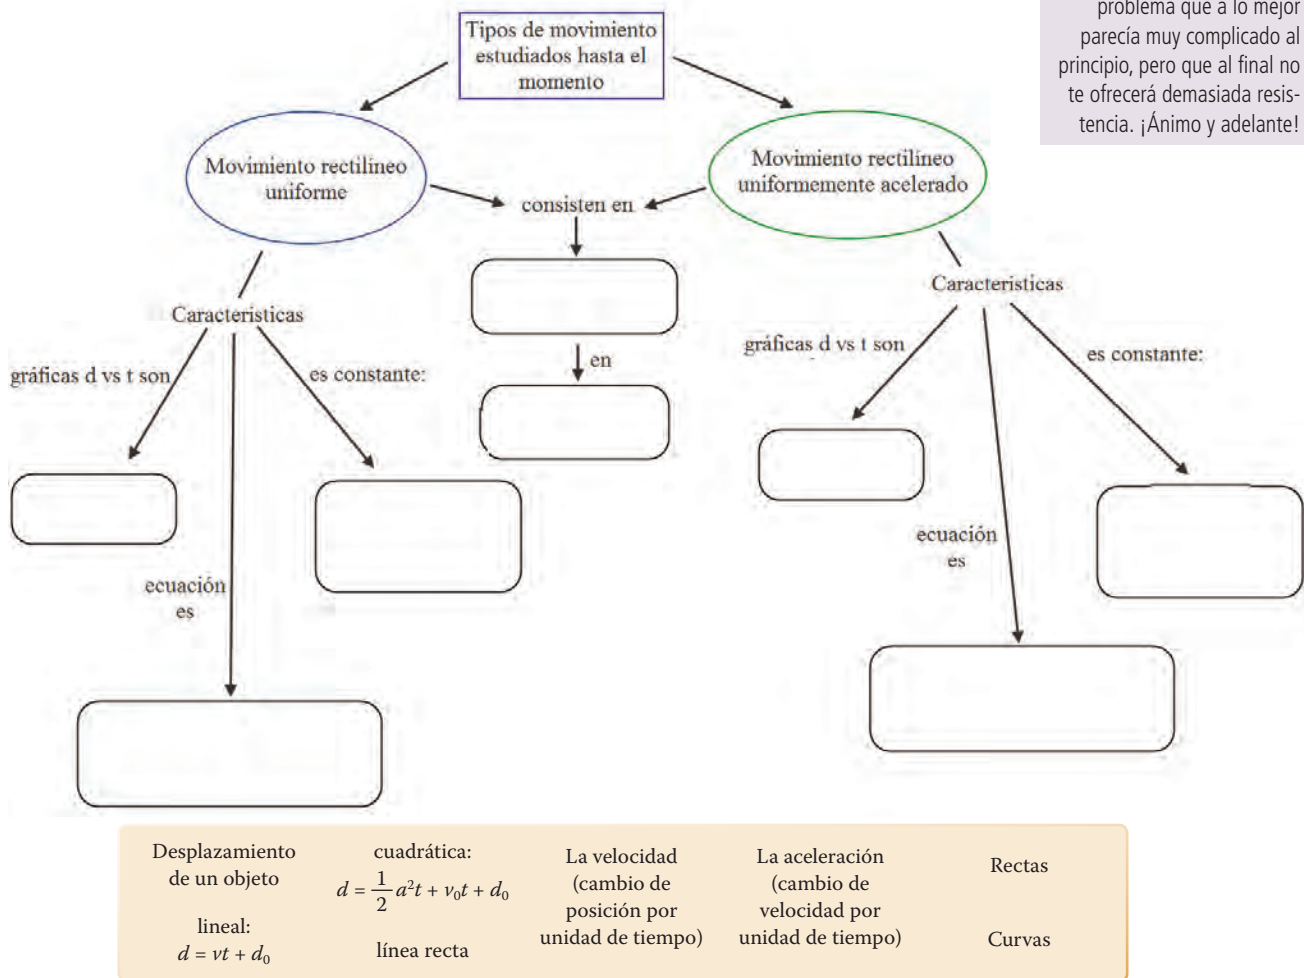 problema que a lo mejor
parecía muy complicado al
principio, pero que al final no
te ofrecerá demasiada resis-
tencia. ¡Ánimo y adelante!
Tipos de movimiento
estudiados hasta el
momento
Movimiento rectilíneo
uniforme
Movimiento rectilíneo
uniformemente acelerado
consisten en
en
Características
gráficas d vs t son
es constante:
ecuación
es
Características
gráficas d vs t son
es constante:
ecuación
es
Desplazamiento
de un objeto
lineal:
d = vt + d₀
cuadrática:
d = 1/2 a²t + v₀t + d₀
línea recta
La velocidad
(cambio de
posición por
unidad de tiempo)
La aceleración
(cambio de
velocidad por
unidad de tiempo)
Rectas
Curvas